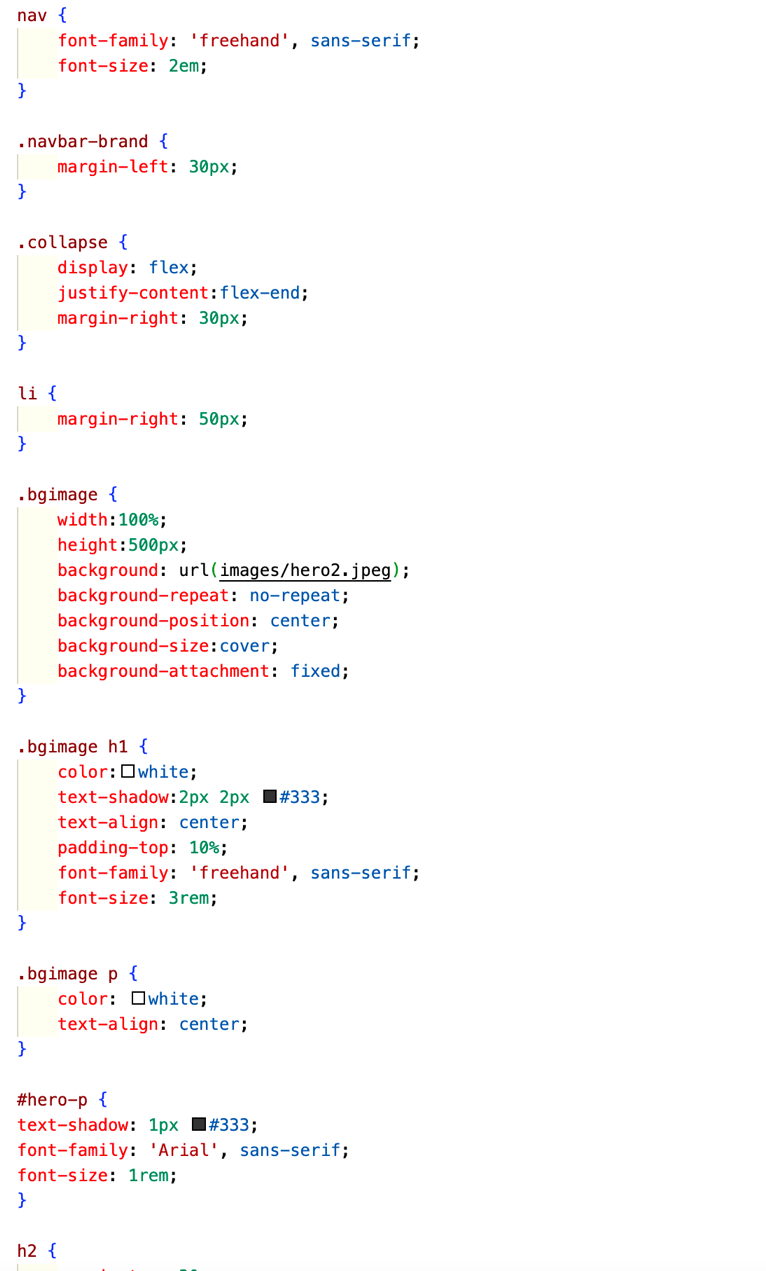 nav {
    font-family: 'freehand', sans-serif;
    font-size: 2em;
}

.navbar-brand {
    margin-left: 30px;
}

.collapse {
    display: flex;
    justify-content:flex-end;
    margin-right: 30px;
}

li {
    margin-right: 50px;
}

.bgimage {
    width:100%;
    height:500px;
    background: url(images/hero2.jpeg);
    background-repeat: no-repeat;
    background-position: center;
    background-size:cover;
    background-attachment: fixed;
}

.bgimage h1 {
    color:white;
    text-shadow:2px 2px #333;
    text-align: center;
    padding-top: 10%;
    font-family: 'freehand', sans-serif;
    font-size: 3rem;
}

.bgimage p {
    color: white;
    text-align: center;
}

#hero-p {
text-shadow: 1px #333;
font-family: 'Arial', sans-serif;
font-size: 1rem;
}

h2 {